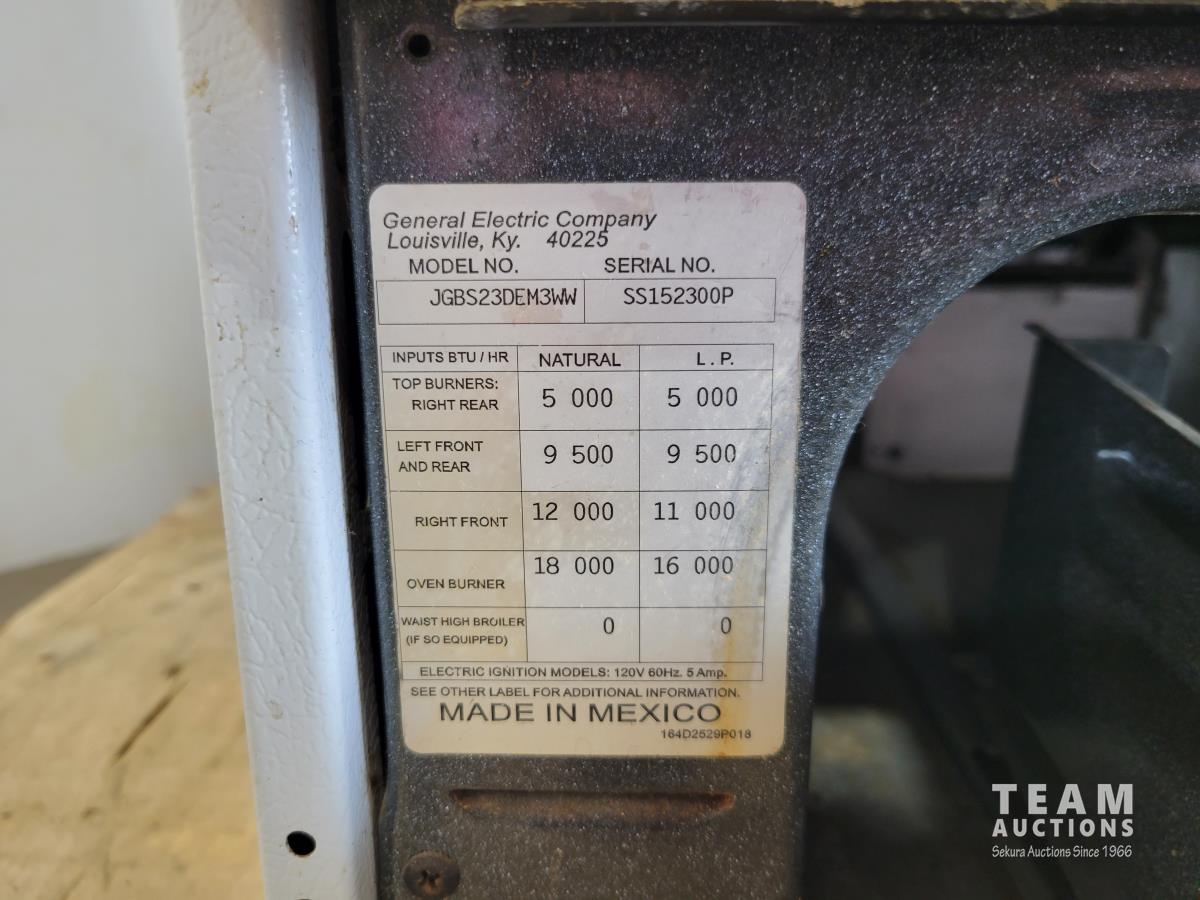 General Electric Company
Louisville, Ky. 40225
MODEL NO. SERIAL NO.
JGBS23DEM3WW SS152300P
INPUTS BTU / HR NATURAL L.P.
TOP BURNERS:
RIGHT REAR 5 000 5 000
LEFT FRONT
AND REAR 9 500 9 500
RIGHT FRONT 12 000 11 000
OVEN BURNER 18 000 16 000
WAIST HIGH BROILER
(IF SO EQUIPPED) 0 0
ELECTRIC IGNITION MODELS: 120V 60Hz. 5 Amp.
SEE OTHER LABEL FOR ADDITIONAL INFORMATION.
MADE IN MEXICO
164D2529P018
TEAM
AUCTIONS
Sekura Auctions Since 1966